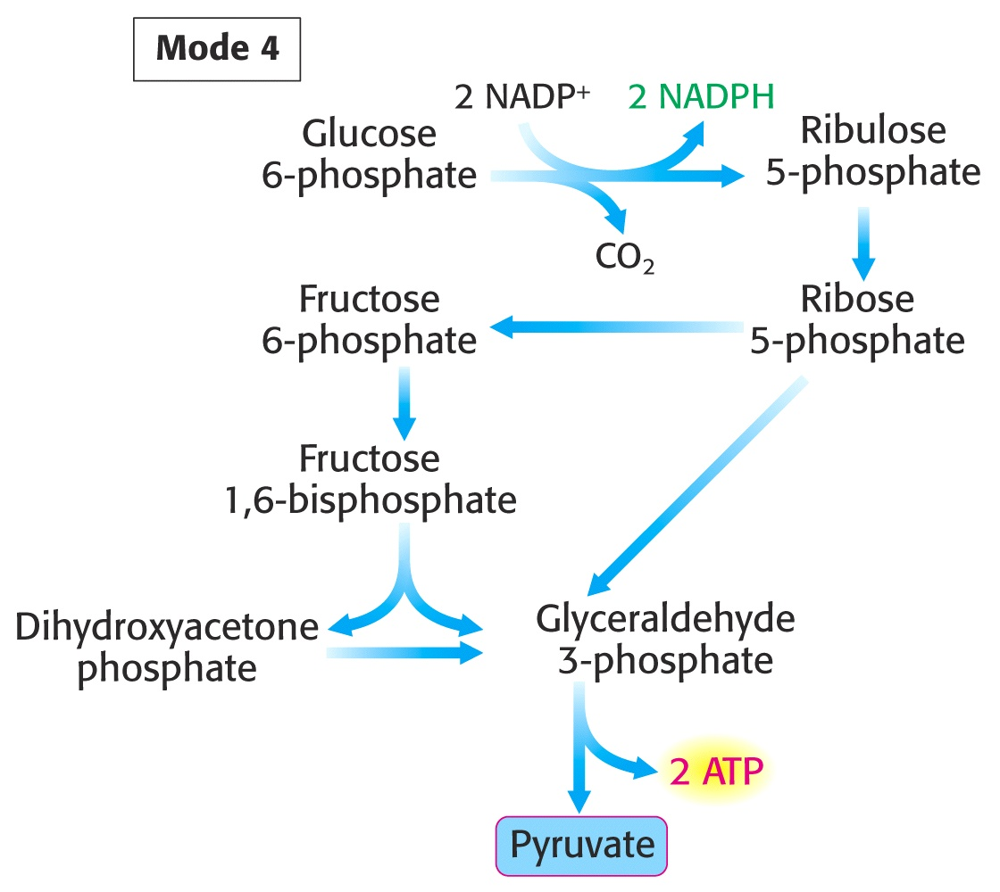 Mode 4
2 NADP⁺
2 NADPH
Glucose
6-phosphate
Ribulose
5-phosphate
CO₂
Fructose
6-phosphate
Ribose
5-phosphate
Fructose
1,6-bisphosphate
Dihydroxyacetone
phosphate
Glyceraldehyde
3-phosphate
2 ATP
Pyruvate